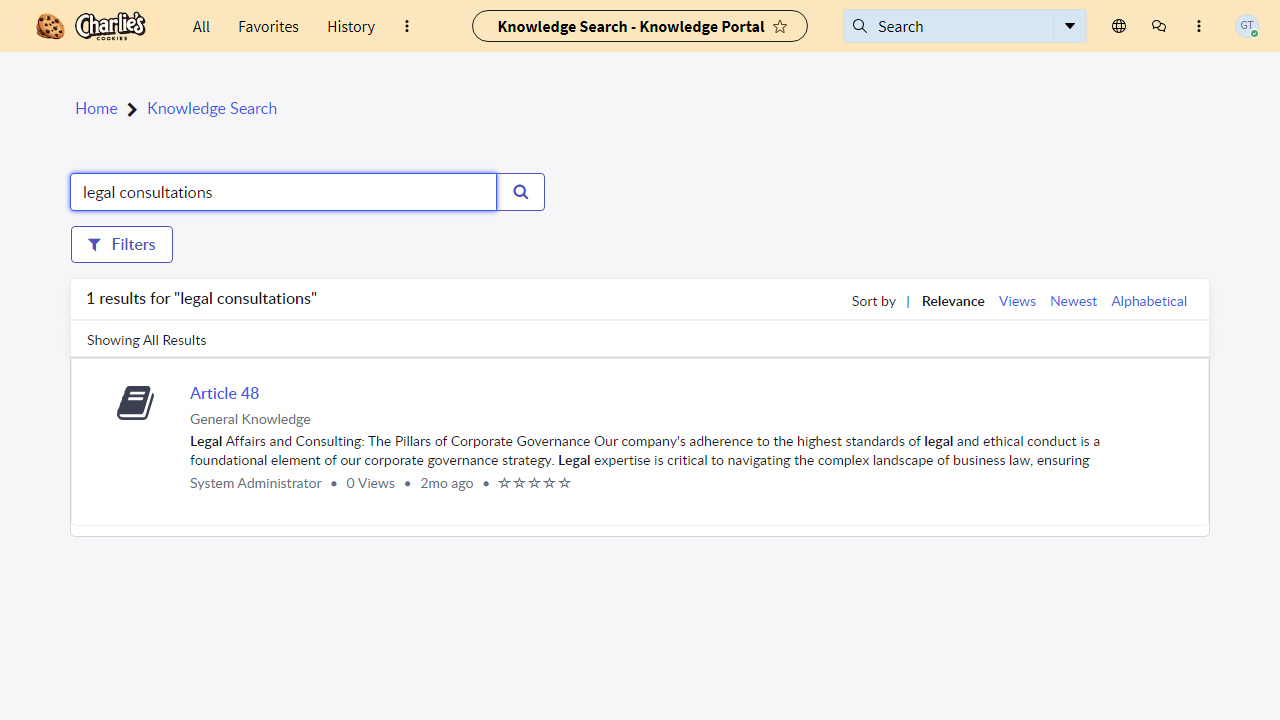 Charlie's
COOKIES
All
Favorites
History
Knowledge Search - Knowledge Portal
Search
GT
Home
Knowledge Search
legal consultations
Filters
1 results for "legal consultations"
Sort by | Relevance Views Newest Alphabetical
Showing All Results
Article 48
General Knowledge
Legal Affairs and Consulting: The Pillars of Corporate Governance Our company's adherence to the highest standards of legal and ethical conduct is a
foundational element of our corporate governance strategy. Legal expertise is critical to navigating the complex landscape of business law, ensuring
System Administrator • 0 Views • 2mo ago •